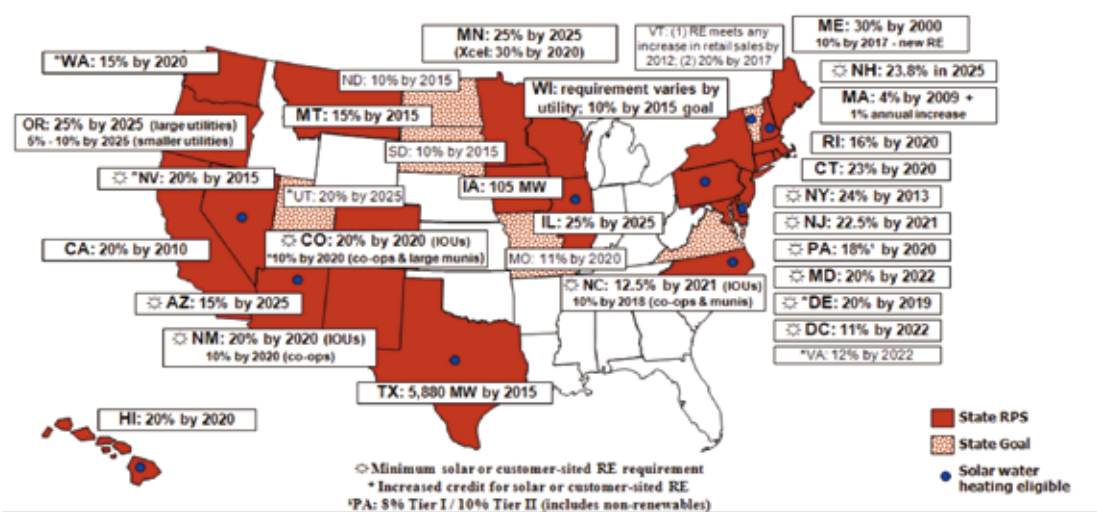 MN: 25% by 2025
(Xcel: 30% by 2020)
VT: (1) RE meets any
increase in retail sales by
2012; (2) 20% by 2017
ME: 30% by 2000
10% by 2017 - new RE
*WA: 15% by 2020
ND: 10% by 2015
WI: requirement varies by
utility; 10% by 2015 goal
☼ NH: 23.8% in 2025
MA: 4% by 2009 +
1% annual increase
MT: 15% by 2015
OR: 25% by 2025 (large utilities)
5% - 10% by 2025 (smaller utilities)
SD: 10% by 2015
RI: 16% by 2020
CT: 23% by 2020
☼ *NV: 20% by 2015
*UT: 20% by 2025
IA: 105 MW
☼ NY: 24% by 2013
IL: 25% by 2025
☼ NJ: 22.5% by 2021
CA: 20% by 2010
☼ CO: 20% by 2020 (IOUs)
*10% by 2020 (co-ops & large munis)
MO: 11% by 2020
☼ PA: 18%¹ by 2020
☼ MD: 20% by 2022
☼ NC: 12.5% by 2021 (IOUs)
10% by 2018 (co-ops & munis)
☼ AZ: 15% by 2025
☼ *DE: 20% by 2019
☼ DC: 11% by 2022
☼ NM: 20% by 2020 (IOUs)
10% by 2020 (co-ops)
*VA: 12% by 2022
TX: 5,880 MW by 2015
HI: 20% by 2020
State RPS
State Goal
Solar water
heating eligible
☼ Minimum solar or customer-sited RE requirement
* Increased credit for solar or customer-sited RE
¹PA: 8% Tier I / 10% Tier II (includes non-renewables)